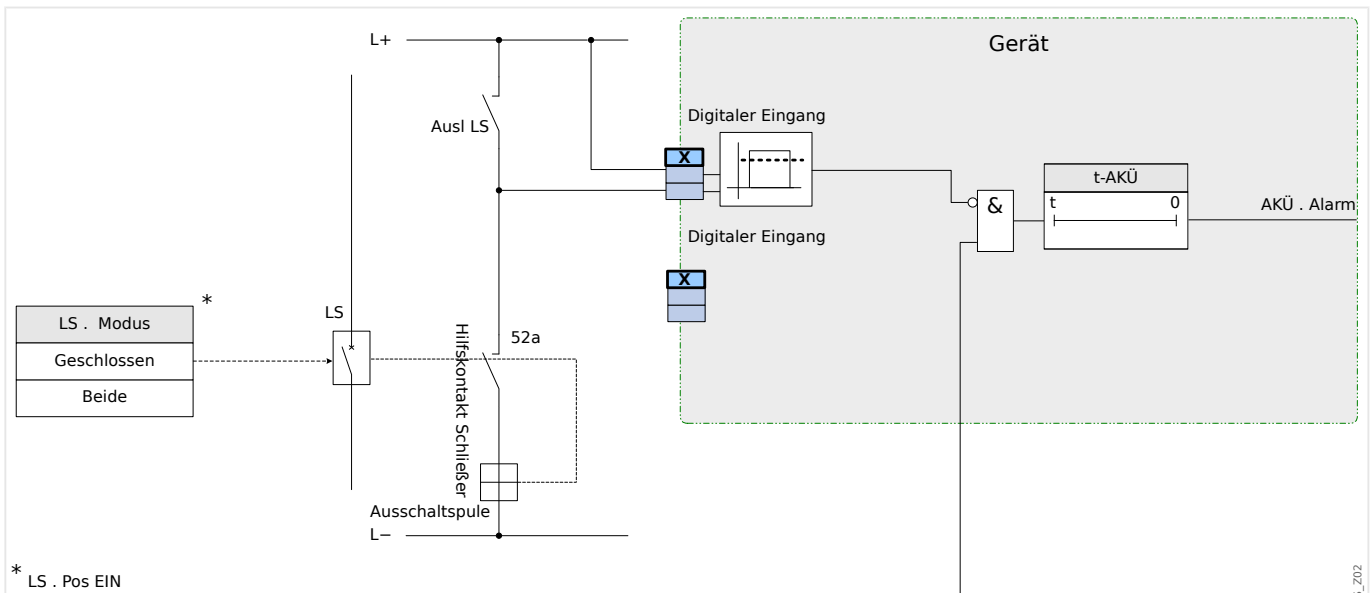 L+
Gerät
Ausl LS
Digitaler Eingang
X
t-AKÜ
t 0
&
AKÜ . Alarm
Digitaler Eingang
X
*
LS . Modus
Geschlossen
Beide
LS
52a
Hilfskontakt Schließer
Ausschaltspule
L−
* LS . Pos EIN